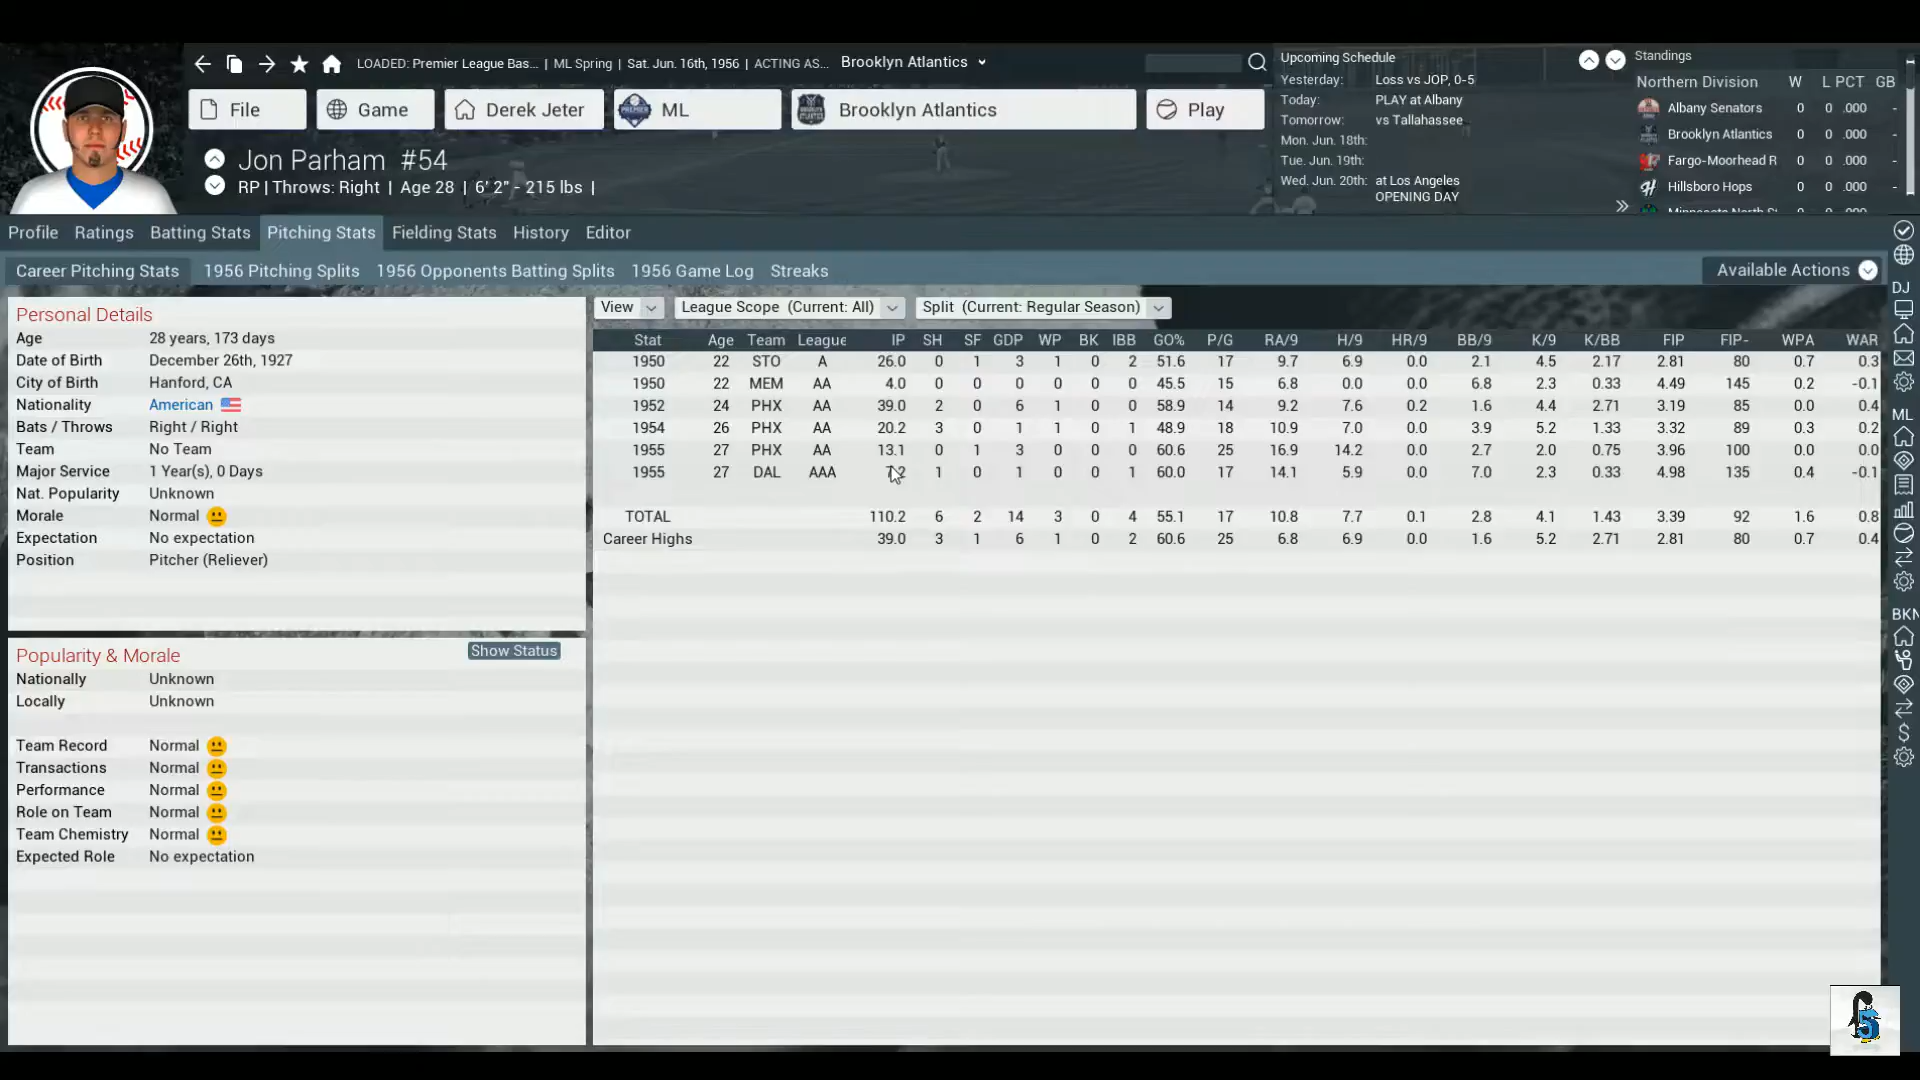 LOADED: Premier League Bas... | ML Spring | Sat. Jun. 16th, 1956 | ACTING AS... Brooklyn Atlantics
File Game Derek Jeter ML Brooklyn Atlantics Play
Jon Parham #54
RP | Throws: Right | Age 28 | 6' 2" - 215 lbs |
Upcoming Schedule
Yesterday: Loss vs JOP, 0-5
Today: PLAY at Albany
Tomorrow: vs Tallahassee
Mon. Jun. 18th:
Tue. Jun. 19th:
Wed. Jun. 20th: at Los Angeles
OPENING DAY
Standings
Northern Division W L PCT GB
Albany Senators 0 0 .000 -
Brooklyn Atlantics 0 0 .000 -
Fargo-Moorhead R 0 0 .000 -
Hillsboro Hops 0 0 .000 -
Profile Ratings Batting Stats Pitching Stats Fielding Stats History Editor
Career Pitching Stats 1956 Pitching Splits 1956 Opponents Batting Splits 1956 Game Log Streaks Available Actions
Personal Details
Age 28 years, 173 days
Date of Birth December 26th, 1927
City of Birth Hanford, CA
Nationality American
Bats / Throws Right / Right
Team No Team
Major Service 1 Year(s), 0 Days
Nat. Popularity Unknown
Morale Normal
Expectation No expectation
Position Pitcher (Reliever)
Popularity & Morale Show Status
Nationally Unknown
Locally Unknown
Team Record Normal
Transactions Normal
Performance Normal
Role on Team Normal
Team Chemistry Normal
Expected Role No expectation
View League Scope (Current: All) Split (Current: Regular Season)
Stat Age Team League IP SH SF GDP WP BK IBB GO% P/G RA/9 H/9 HR/9 BB/9 K/9 K/BB FIP FIP- WPA WAR
1950 22 STO A 26.0 0 1 3 1 0 2 51.6 17 9.7 6.9 0.0 2.1 4.5 2.17 2.81 80 0.7 0.3
1950 22 MEM AA 4.0 0 0 0 0 0 0 45.5 15 6.8 0.0 0.0 6.8 2.3 0.33 4.49 145 0.2 -0.1
1952 24 PHX AA 39.0 2 0 6 1 0 0 58.9 14 9.2 7.6 0.2 1.6 4.4 2.71 3.19 85 0.0 0.4
1954 26 PHX AA 20.2 3 0 1 1 0 1 48.9 18 10.9 7.0 0.0 3.9 5.2 1.33 3.32 89 0.3 0.2
1955 27 PHX AA 13.1 0 1 3 0 0 0 60.6 25 16.9 14.2 0.0 2.7 2.0 0.75 3.96 100 0.0 0.0
1955 27 DAL AAA 1 0 1 0 0 1 60.0 17 14.1 5.9 0.0 7.0 2.3 0.33 4.98 135 0.4 -0.1
TOTAL 110.2 6 2 14 3 0 4 55.1 17 10.8 7.7 0.1 2.8 4.1 1.43 3.39 92 1.6 0.8
Career Highs 39.0 3 1 6 1 0 2 60.6 25 6.8 6.9 0.0 1.6 5.2 2.71 2.81 80 0.7 0.4
DJ
ML
BKN